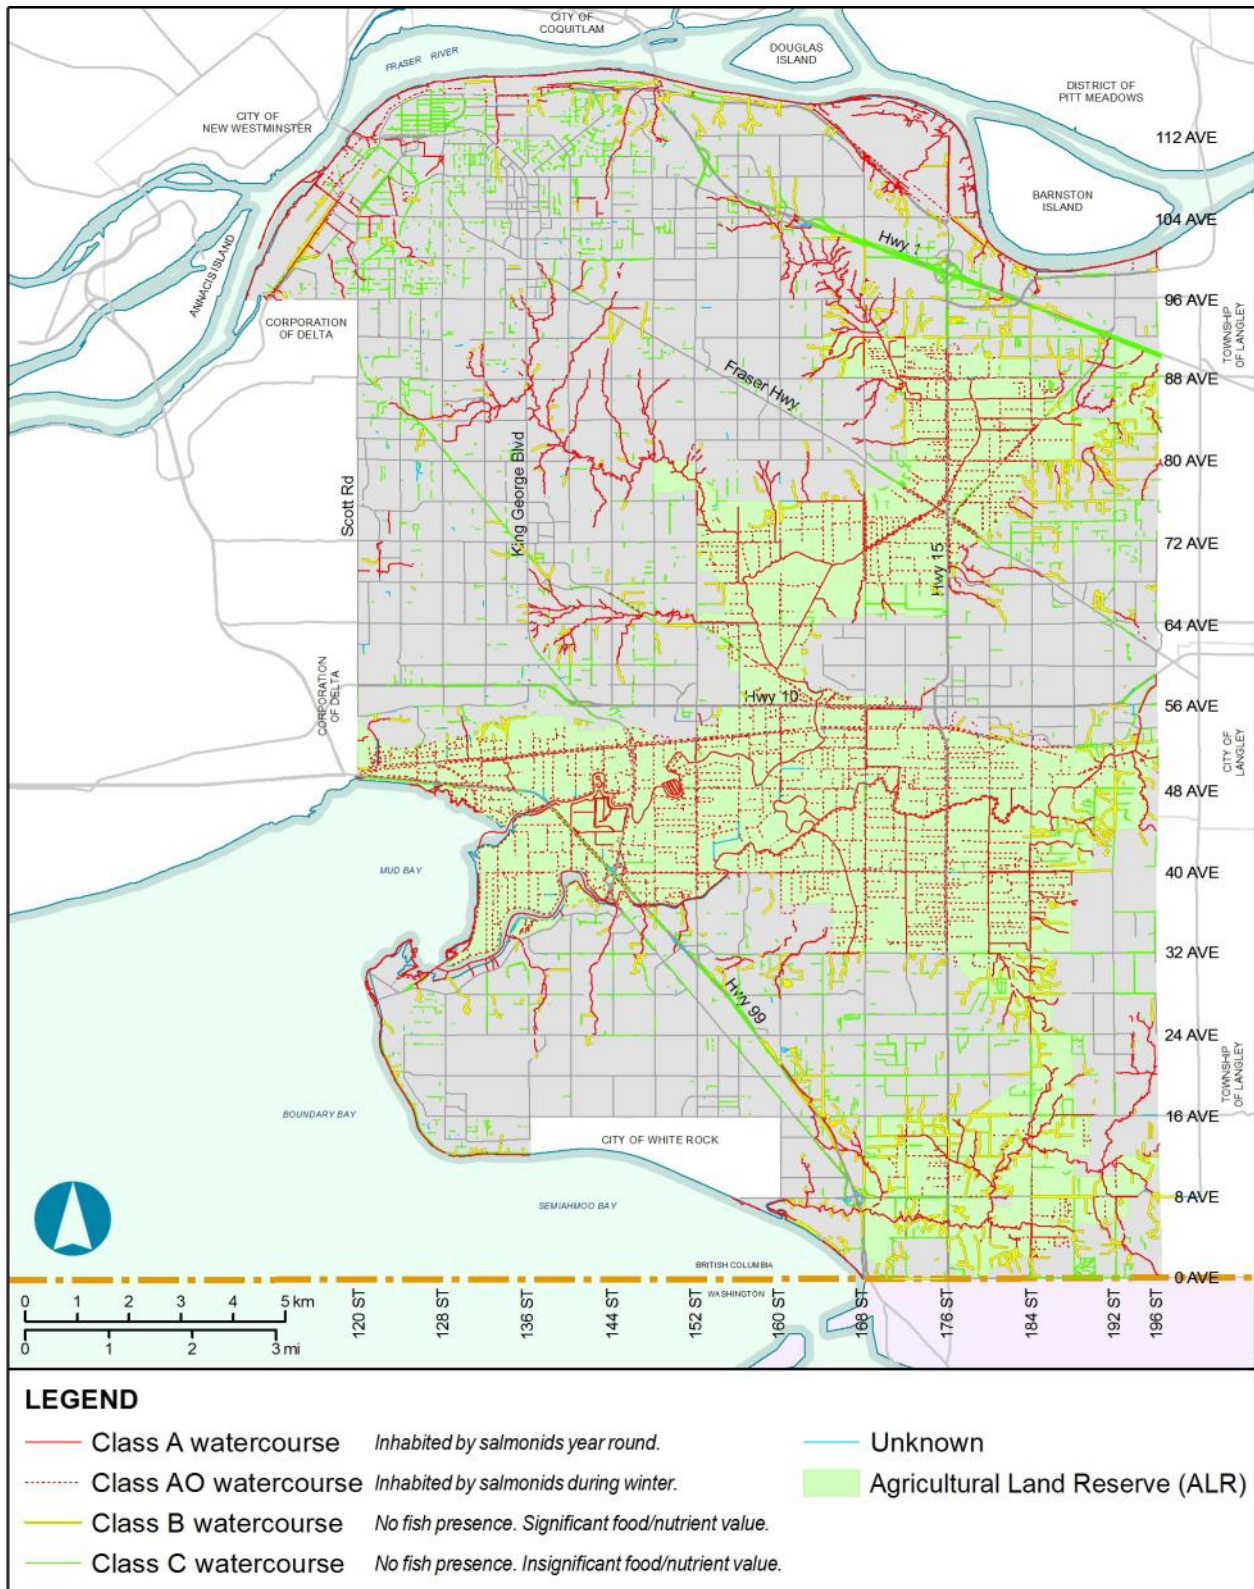 CITY OF
COQUITLAM
DOUGLAS
ISLAND
FRASER RIVER
DISTRICT OF
PITT MEADOWS
CITY OF
NEW WESTMINSTER
112 AVE
BARNSTON
ISLAND
104 AVE
Hwy 1
ANNACIS ISLAND
96 AVE
CORPORATION
OF DELTA
TOWNSHIP
OF LANGLEY
Fraser Hwy
88 AVE
King George Blvd
80 AVE
Scott Rd
72 AVE
Hwy 15
64 AVE
CORPORATION
OF DELTA
Hwy 10
56 AVE
CITY OF
LANGLEY
48 AVE
MUD BAY
40 AVE
32 AVE
Hwy 99
24 AVE
TOWNSHIP
OF LANGLEY
BOUNDARY BAY
16 AVE
CITY OF WHITE ROCK
8 AVE
SEMIAHMOO BAY
BRITISH COLUMBIA
0 AVE
WASHINGTON
0 1 2 3 4 5 km
0 1 2 3 mi
120 ST
128 ST
136 ST
144 ST
152 ST
160 ST
168 ST
176 ST
184 ST
192 ST
196 ST
LEGEND
Class A watercourse Inhabited by salmonids year round.
Class AO watercourse Inhabited by salmonids during winter.
Class B watercourse No fish presence. Significant food/nutrient value.
Class C watercourse No fish presence. Insignificant food/nutrient value.
Unknown
Agricultural Land Reserve (ALR)